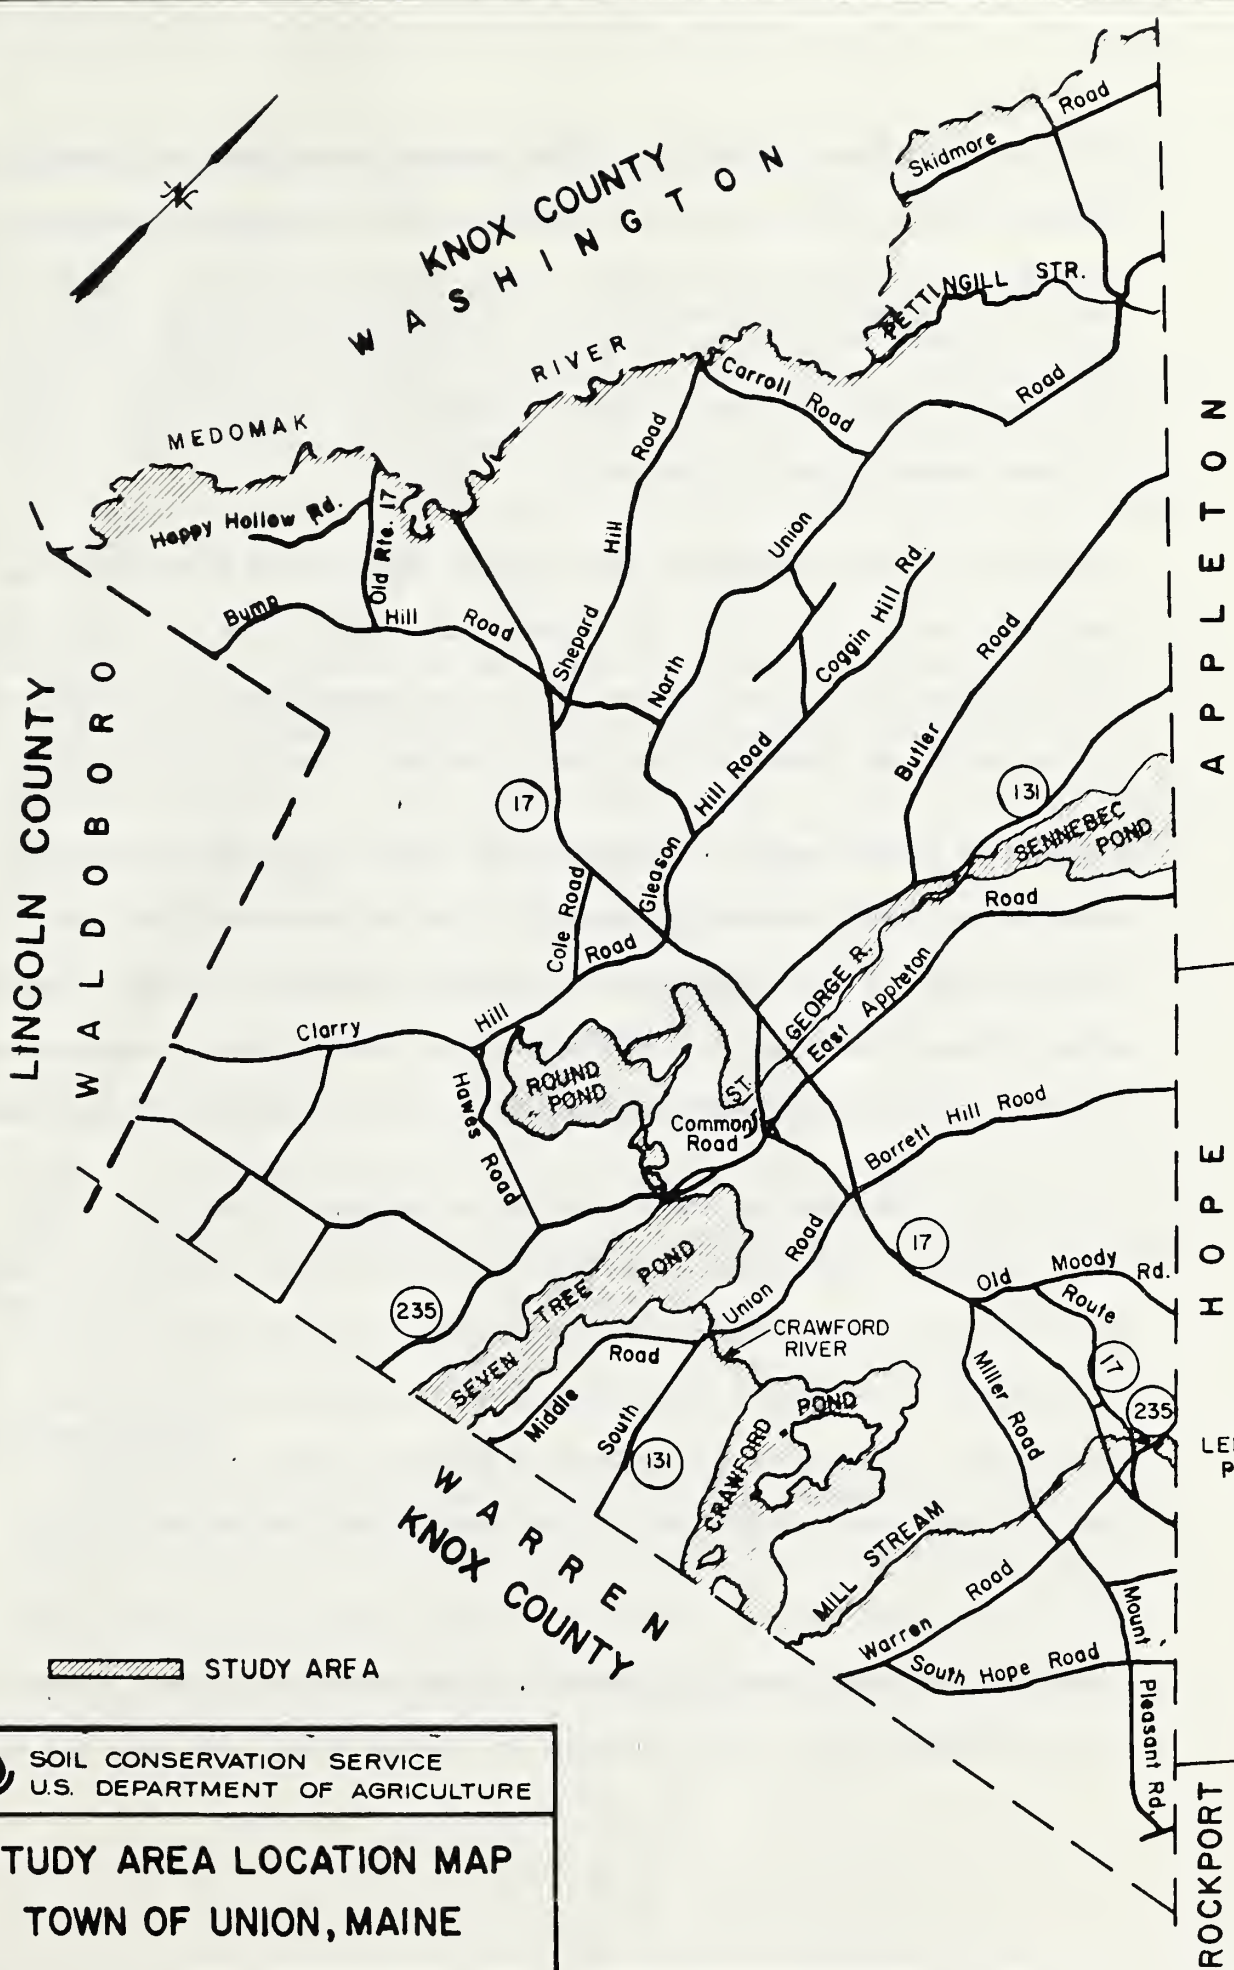 KNOX COUNTY
WASHINGTON
Skidmore Road
PETTINGILL STR.
MEDOMAK RIVER
Carroll Road
Happy Hollow Rd.
Old Rte. 17
Bump Hill Road
Shepard Hill Road
North Union Road
Coggin Hill Rd.
Butler Road
APPLETON
LINCOLN COUNTY
WALDOBORO
17
131
SENNEBEC
POND
Gleason Hill Road
Cole Road
Clarry Hill Road
Hawes Road
ROUND
POND
ST. GEORGE R.
East Appleton Road
Common
Road
Barrett Hill Road
HOPE
17
Old Route
17
Moody Rd.
235
SEVEN TREE POND
Union Road
Middle Road
South
131
CRAWFORD
RIVER
CRAWFORD POND
Miller Road
235
MILL STREAM
WARREN
KNOX COUNTY
Warren Road
South Hope Road
Mount Pleasant Rd.
ROCKPORT
STUDY AREA
SOIL CONSERVATION SERVICE
U.S. DEPARTMENT OF AGRICULTURE
TUDY AREA LOCATION MAP
TOWN OF UNION, MAINE